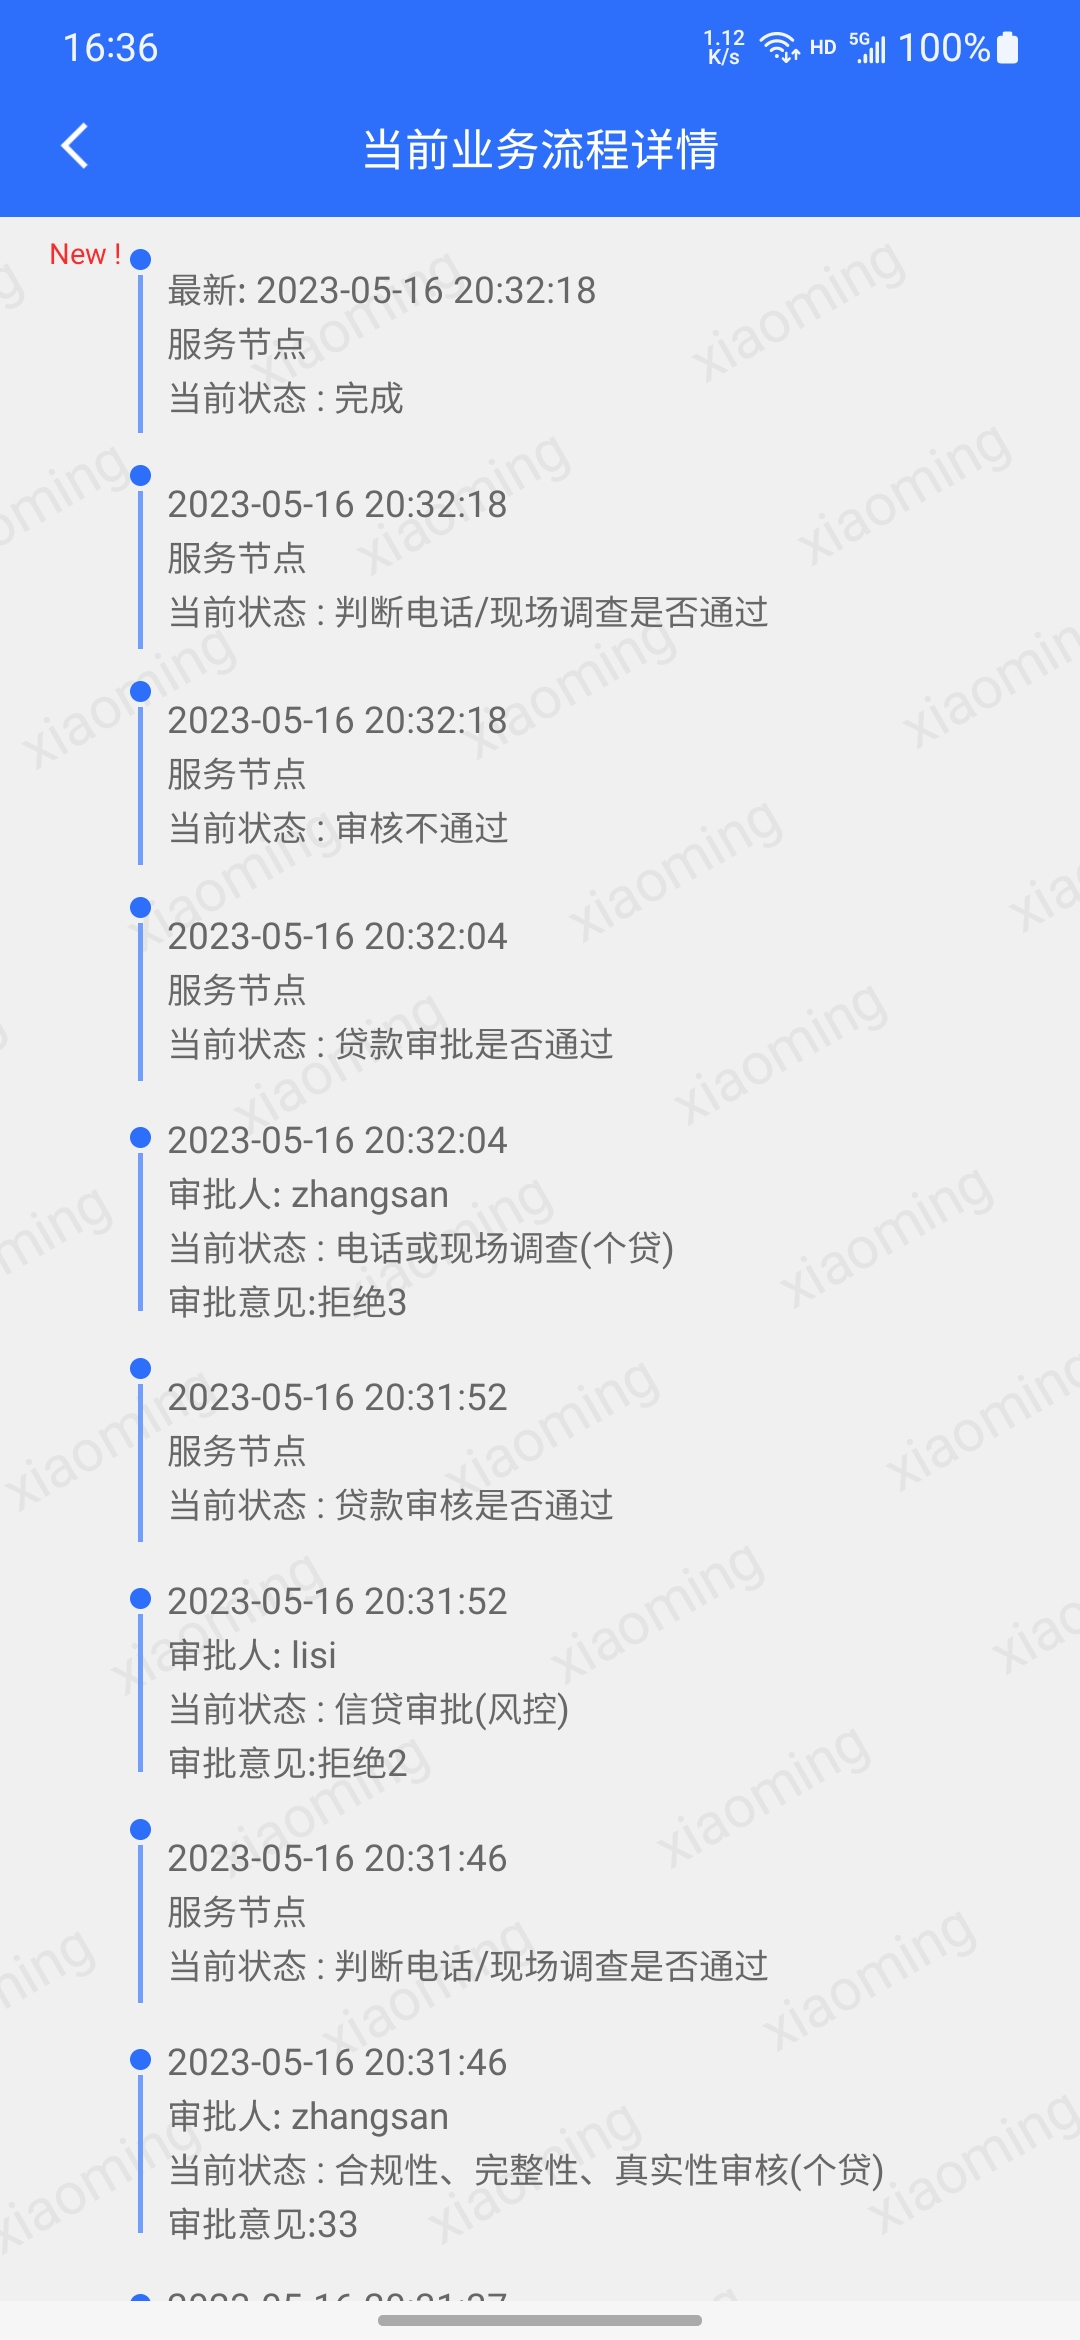 16:36
1.12 K/s HD 5G 100%
当前业务流程详情
New !
最新: 2023-05-16 20:32:18
服务节点
当前状态 : 完成
2023-05-16 20:32:18
服务节点
当前状态 : 判断电话/现场调查是否通过
2023-05-16 20:32:18
服务节点
当前状态 : 审核不通过
2023-05-16 20:32:04
服务节点
当前状态 : 贷款审批是否通过
2023-05-16 20:32:04
审批人: zhangsan
当前状态 : 电话或现场调查(个贷)
审批意见:拒绝3
2023-05-16 20:31:52
服务节点
当前状态 : 贷款审核是否通过
2023-05-16 20:31:52
审批人: lisi
当前状态 : 信贷审批(风控)
审批意见:拒绝2
2023-05-16 20:31:46
服务节点
当前状态 : 判断电话/现场调查是否通过
2023-05-16 20:31:46
审批人: zhangsan
当前状态 : 合规性、完整性、真实性审核(个贷)
审批意见:33
xiaoming